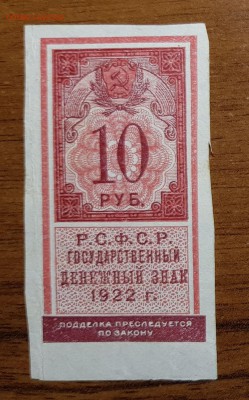 10
РУБ.
Р.С.Ф.С.Р.
ГОСУДАРСТВЕННЫЙ
ДЕНЕЖНЫЙ ЗНАК
1922 г.
ПОДДЕЛКА ПРЕСЛЕДУЕТСЯ
ПО ЗАКОНУ